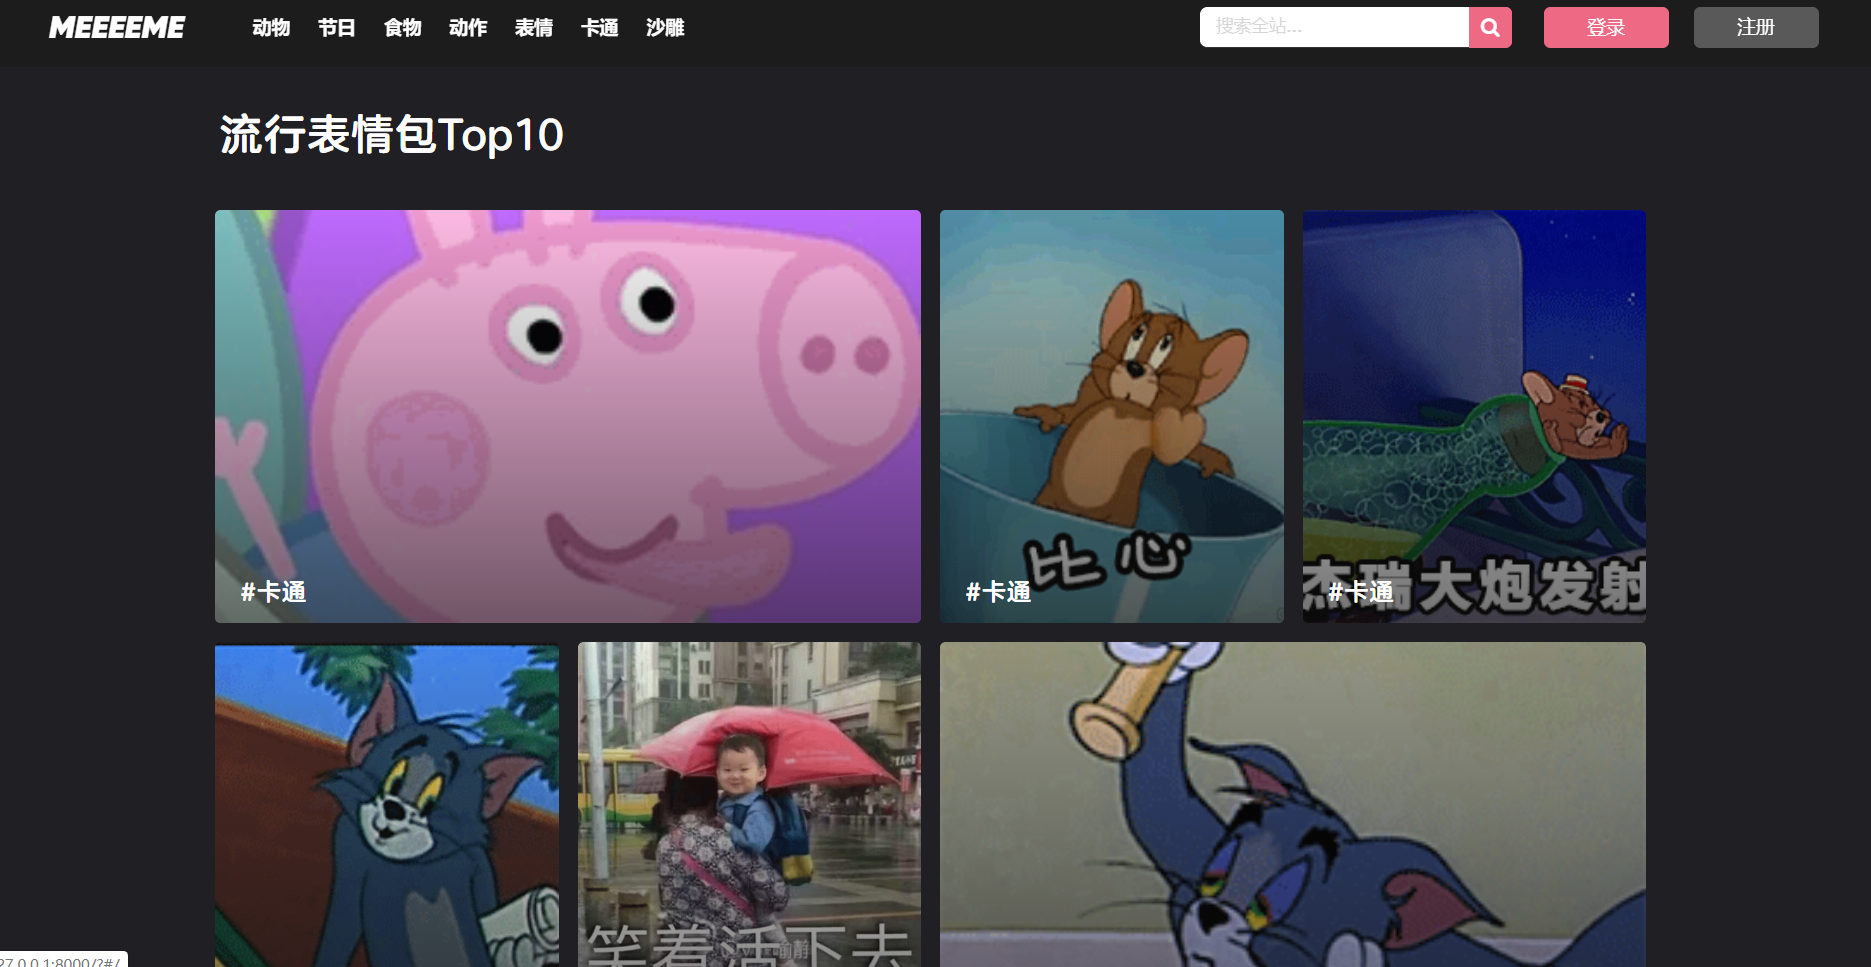 MEEEEME 动物 节日 食物 动作 表情 卡通 沙雕 搜索全站... 登录 注册
流行表情包Top10
比心
#卡通 #卡通 #卡通
杰瑞大炮发射
笑着活下去
27.0.0.1:8000/?#/